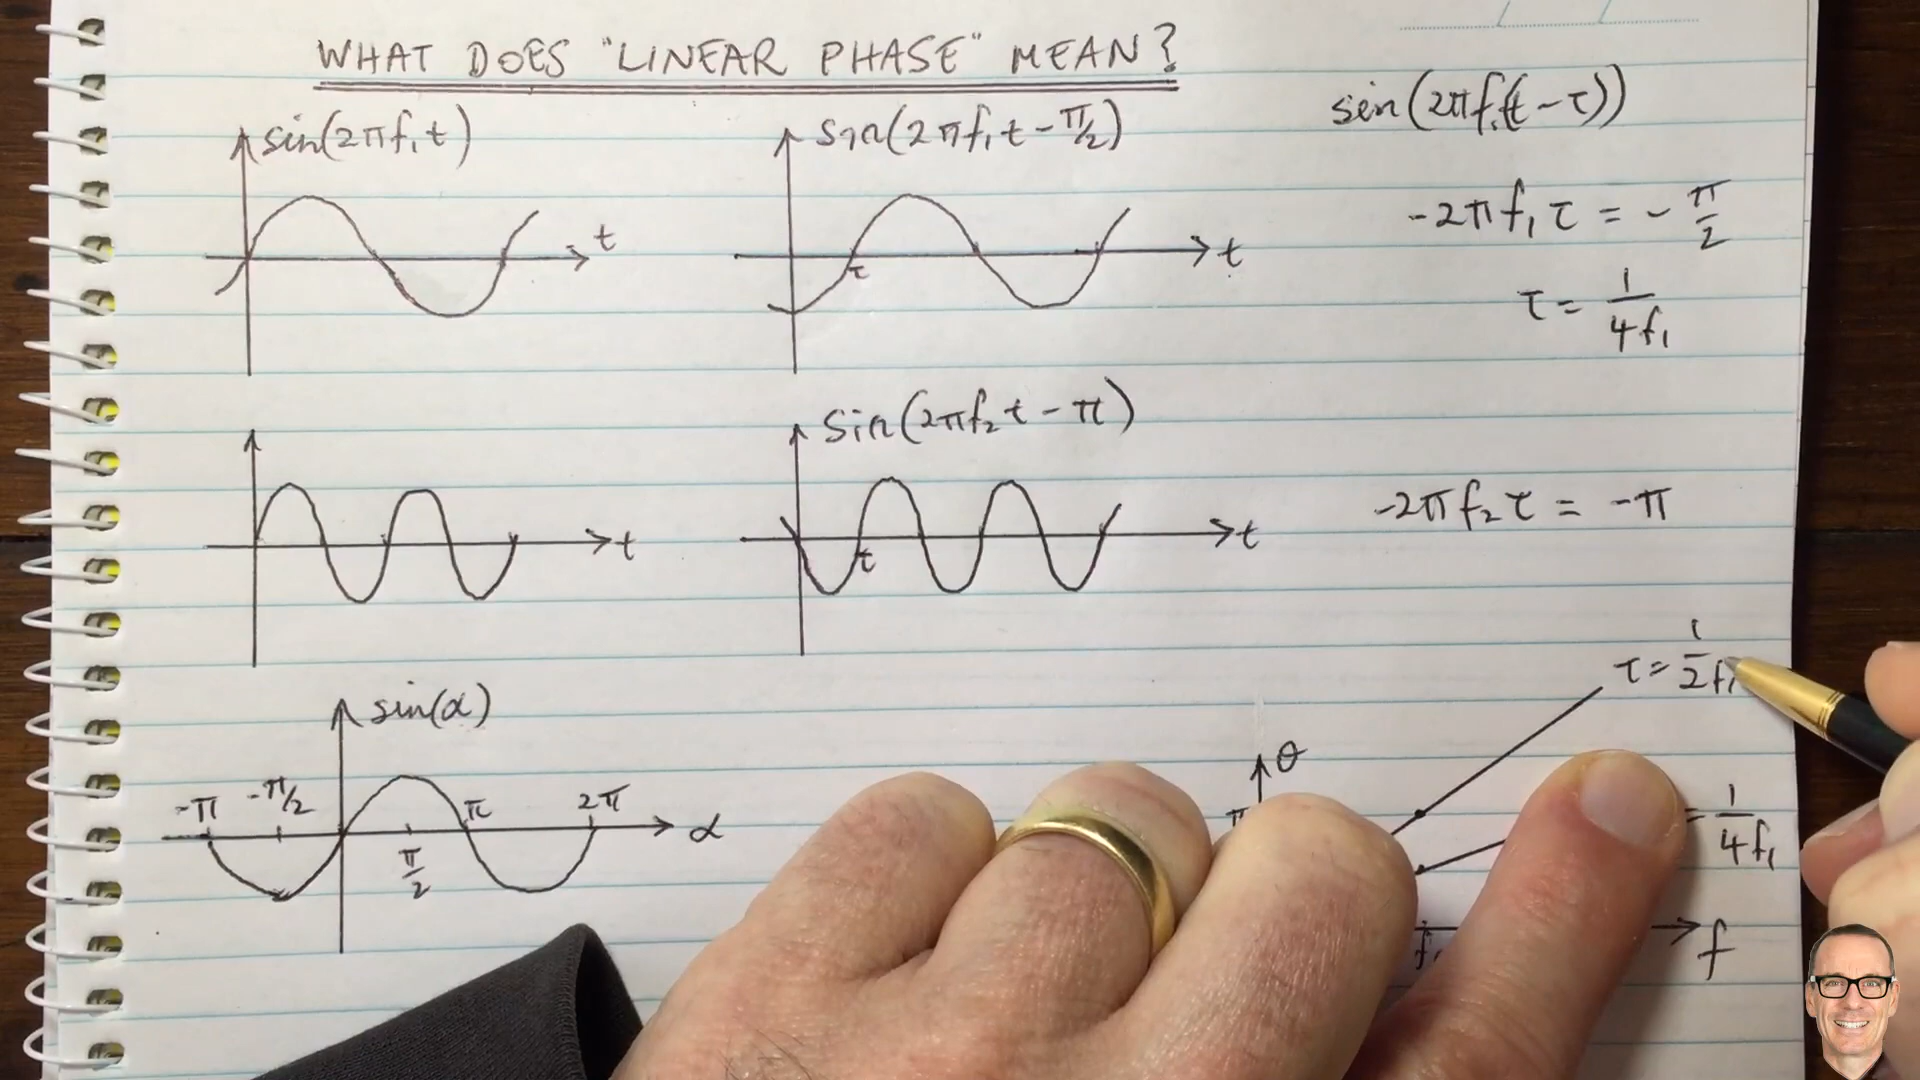 WHAT DOES "LINEAR PHASE" MEAN?
sin(2πf₁t)
sin(2πf₁t - π/2)
sin(2πf₁(t - τ))
t
τ
t
-2πf₁τ = - π/2
τ = 1/4f₁
sin(2πf₂t - π)
t
τ
t
-2πf₂τ = -π
τ = 1/2f₁
sin(α)
-π
-π/2
π/2
π
2π
α
θ
π
= 1/4f₁
f₁
f